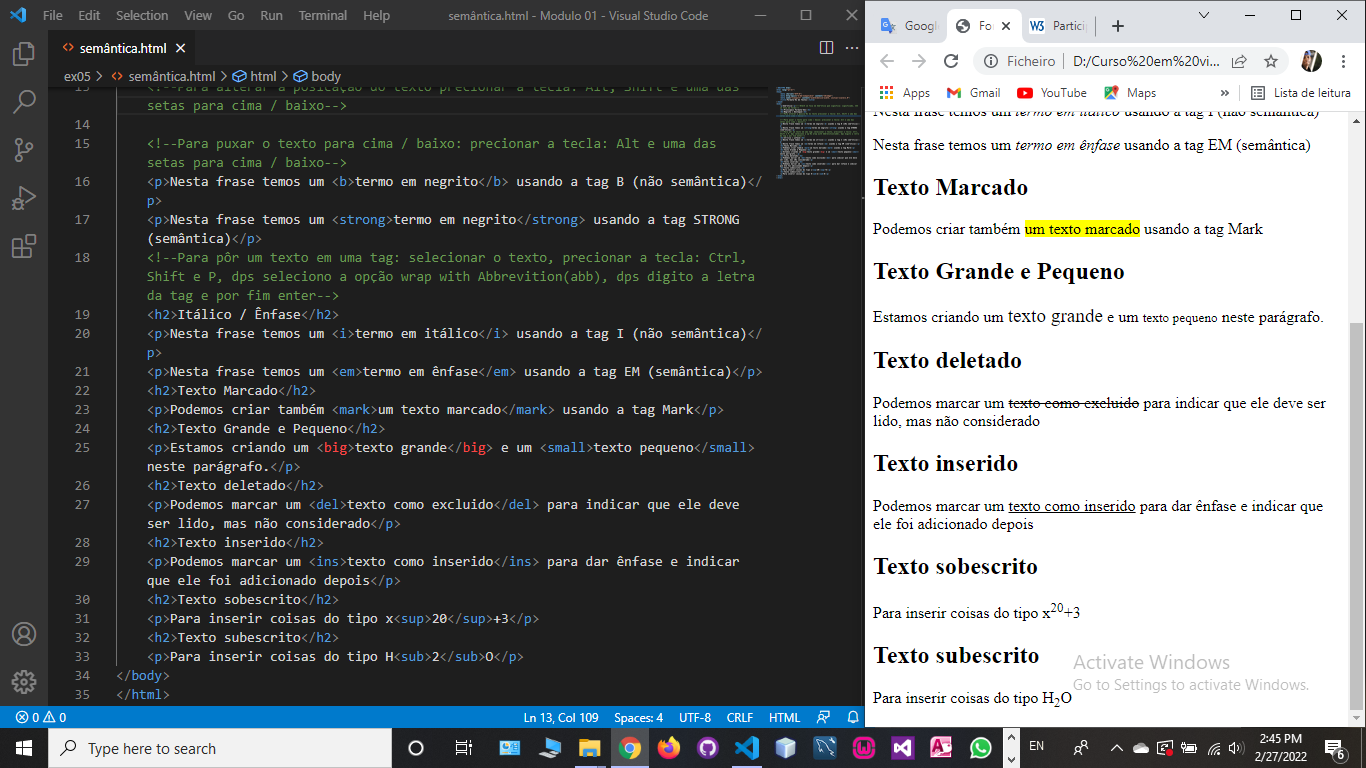 File Edit Selection View Go Run Terminal Help semântica.html - Modulo 01 - Visual Studio Code
semântica.html
ex05 > semântica.html > html > body
13 <!--Para alterar a posicação do texto precionar a tecla: Alt, Shift e uma das
setas para cima / baixo-->
14
15 <!--Para puxar o texto para cima / baixo: precionar a tecla: Alt e uma das
setas para cima / baixo-->
16 <p>Nesta frase temos um <b>termo em negrito</b> usando a tag B (não semântica)</
p>
17 <p>Nesta frase temos um <strong>termo em negrito</strong> usando a tag STRONG
(semântica)</p>
18 <!--Para pôr um texto em uma tag: selecionar o texto, precionar a tecla: Ctrl,
Shift e P, dps seleciono a opção wrap with Abbrevition(abb), dps digito a letra
da tag e por fim enter-->
19 <h2>Itálico / Ênfase</h2>
20 <p>Nesta frase temos um <i>termo em itálico</i> usando a tag I (não semântica)</
p>
21 <p>Nesta frase temos um <em>termo em ênfase</em> usando a tag EM (semântica)</p>
22 <h2>Texto Marcado</h2>
23 <p>Podemos criar também <mark>um texto marcado</mark> usando a tag Mark</p>
24 <h2>Texto Grande e Pequeno</h2>
25 <p>Estamos criando um <big>texto grande</big> e um <small>texto pequeno</small>
neste parágrafo.</p>
26 <h2>Texto deletado</h2>
27 <p>Podemos marcar um <del>texto como excluido</del> para indicar que ele deve
ser lido, mas não considerado</p>
28 <h2>Texto inserido</h2>
29 <p>Podemos marcar um <ins>texto como inserido</ins> para dar ênfase e indicar
que ele foi adicionado depois</p>
30 <h2>Texto sobescrito</h2>
31 <p>Para inserir coisas do tipo x<sup>20</sup>+3</p>
32 <h2>Texto subescrito</h2>
33 <p>Para inserir coisas do tipo H<sub>2</sub>O</p>
34 </body>
35 </html>
0 0 Ln 13, Col 109 Spaces: 4 UTF-8 CRLF HTML
Googl Fo Partici
Ficheiro | D:/Curso%20em%20vi...
Apps Gmail YouTube Maps » Lista de leitura
Nesta frase temos um termo em itálico usando a tag I (não semântica)
Nesta frase temos um termo em ênfase usando a tag EM (semântica)
Texto Marcado
Podemos criar também um texto marcado usando a tag Mark
Texto Grande e Pequeno
Estamos criando um texto grande e um texto pequeno neste parágrafo.
Texto deletado
Podemos marcar um texto como excluido para indicar que ele deve ser
lido, mas não considerado
Texto inserido
Podemos marcar um texto como inserido para dar ênfase e indicar que
ele foi adicionado depois
Texto sobescrito
Para inserir coisas do tipo x20+3
Texto subescrito
Para inserir coisas do tipo H2O
Activate Windows
Go to Settings to activate Windows.
Type here to search
EN
2:45 PM
2/27/2022
6